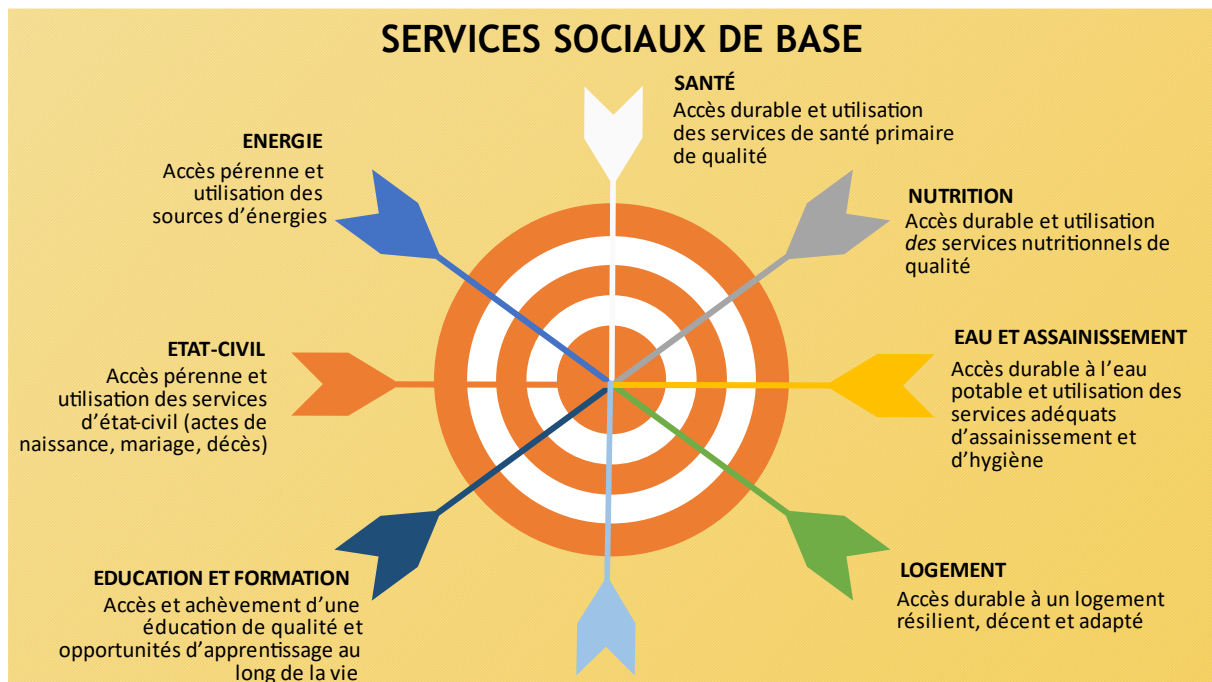 SERVICES SOCIAUX DE BASE
SANTÉ
Accès durable et utilisation
des services de santé primaire
de qualité
ENERGIE
Accès pérenne et
utilisation des
sources d’énergies
NUTRITION
Accès durable et utilisation
des services nutritionnels de
qualité
EAU ET ASSAINISSEMENT
Accès durable à l’eau
potable et utilisation des
services adéquats
d’assainissement et
d’hygiène
ETAT-CIVIL
Accès pérenne et
utilisation des services
d’état-civil (actes de
naissance, mariage, décès)
LOGEMENT
Accès durable à un logement
résilient, décent et adapté
EDUCATION ET FORMATION
Accès et achèvement d’une
éducation de qualité et
opportunités d’apprentissage au
long de la vie